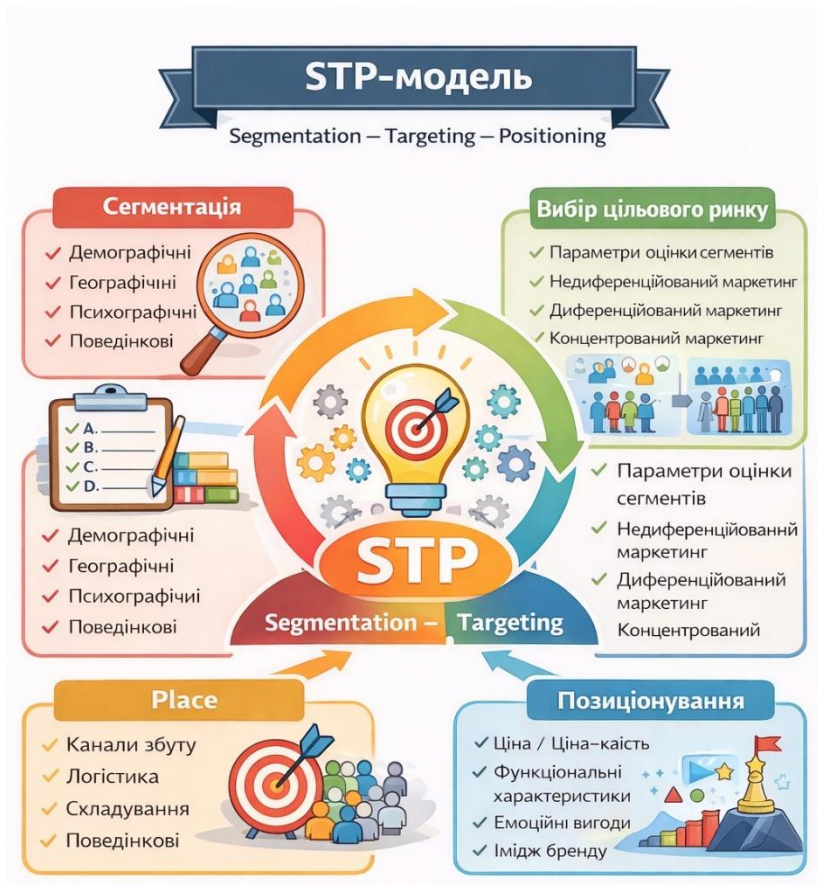 STP-модель
Segmentation – Targeting – Positioning
Сегментація
Демографічні
Географічіні
Психографічні
Поведінкові
Вибір цільового ринку
Параметри оцінки сегментів
Недиференційований маркетинг
Диференційований маркетинг
Концентрований маркетинг
A.
B.
C.
D.
Демографічні
Географічні
Психографічиі
Поведінкові
Параметри оцінки
сегментів
Недиференційованнй
маркетинг
Диференційований
маркетинг
Концентрований
STP
Segmentation – Targeting
Place
Канали збуту
Логістика
Складування
Поведінкові
Позиціонування
Ціна / Ціна–каість
Функціональні
характеристики
Емоційні вигоди
Імідж бренду